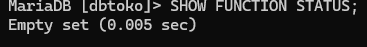 MariaDB [dbtoko]> SHOW FUNCTION STATUS;
Empty set (0.005 sec)